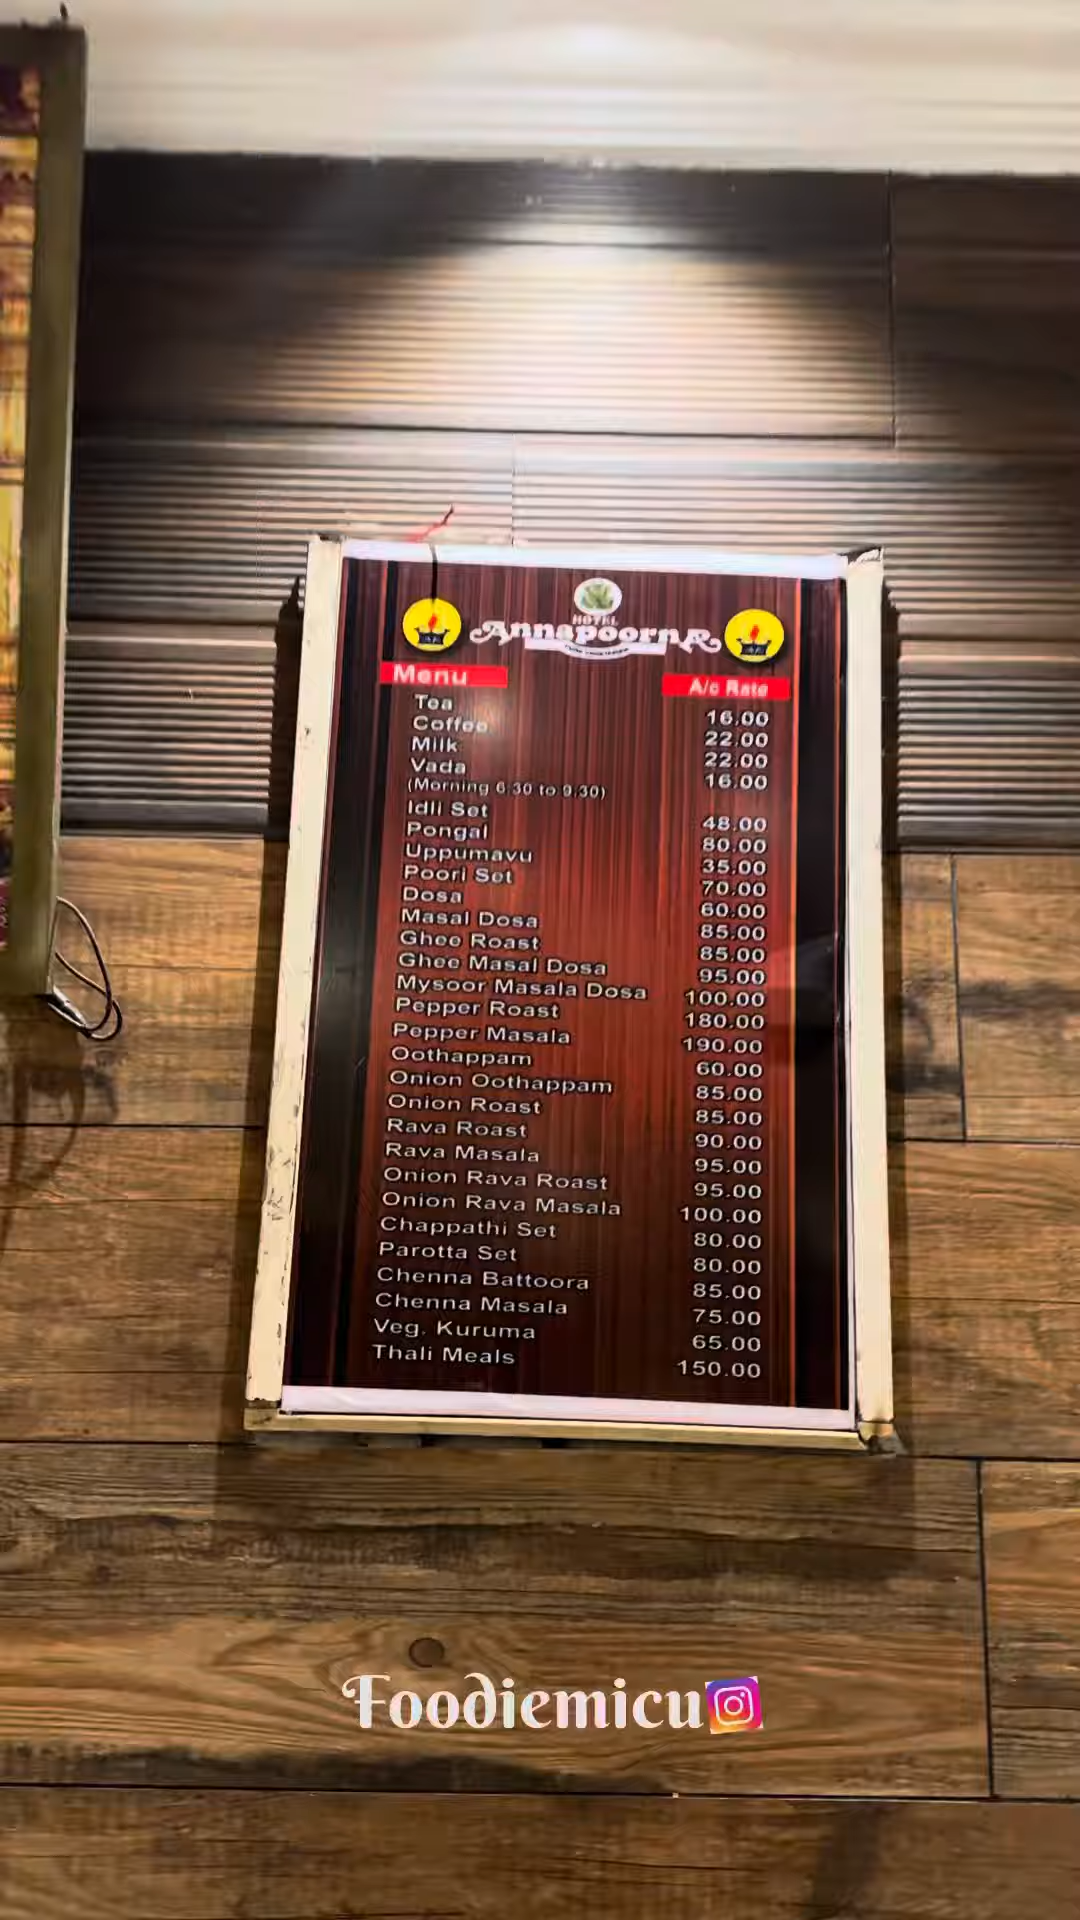 HOTEL
Annapoorna
Menu A/c Rate
Tea 16.00
Coffee 22.00
Milk 22.00
Vada 16.00
(Morning 6.30 to 9.30)
Idli Set 48.00
Pongal 80.00
Uppumavu 35.00
Poori Set 70.00
Dosa 60.00
Masal Dosa 85.00
Ghee Roast 85.00
Ghee Masal Dosa 95.00
Mysoor Masala Dosa 100.00
Pepper Roast 180.00
Pepper Masala 190.00
Oothappam 60.00
Onion Oothappam 85.00
Onion Roast 85.00
Rava Roast 90.00
Rava Masala 95.00
Onion Rava Roast 95.00
Onion Rava Masala 100.00
Chappathi Set 80.00
Parotta Set 80.00
Chenna Battoora 85.00
Chenna Masala 75.00
Veg. Kuruma 65.00
Thali Meals 150.00
Foodiemicu